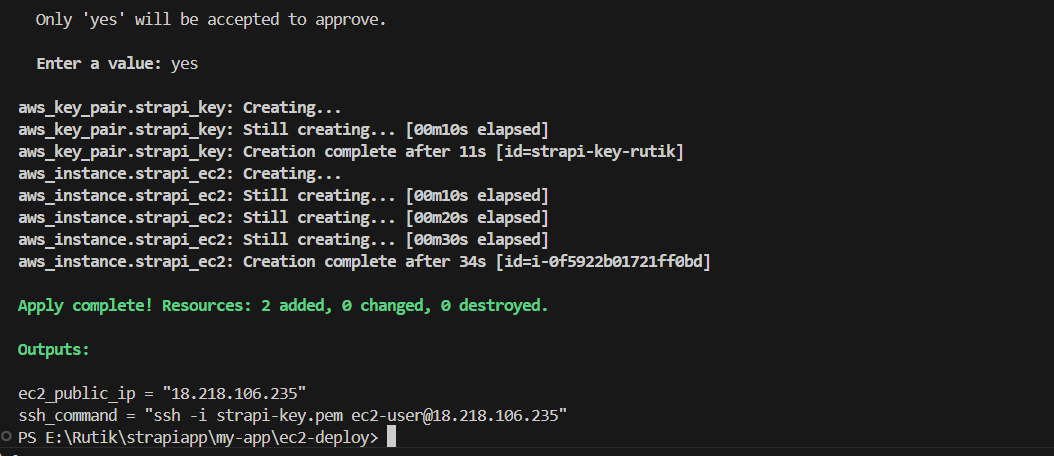 Only 'yes' will be accepted to approve.
Enter a value: yes
aws_key_pair.strapi_key: Creating...
aws_key_pair.strapi_key: Still creating... [00m10s elapsed]
aws_key_pair.strapi_key: Creation complete after 11s [id=strapi-key-rutik]
aws_instance.strapi_ec2: Creating...
aws_instance.strapi_ec2: Still creating... [00m10s elapsed]
aws_instance.strapi_ec2: Still creating... [00m20s elapsed]
aws_instance.strapi_ec2: Still creating... [00m30s elapsed]
aws_instance.strapi_ec2: Creation complete after 34s [id=i-0f5922b01721ff0bd]
Apply complete! Resources: 2 added, 0 changed, 0 destroyed.
Outputs:
ec2_public_ip = "18.218.106.235"
ssh_command = "ssh -i strapi-key.pem ec2-user@18.218.106.235"
PS E:\Rutik\strapiapp\my-app\ec2-deploy>